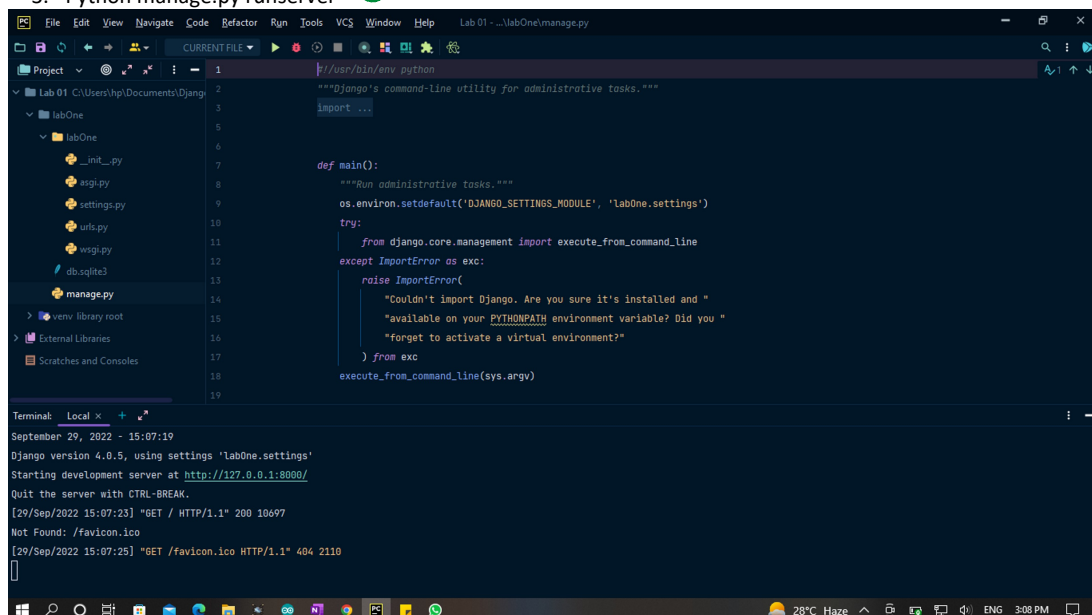 Python manage.py runserver
PC File Edit View Navigate Code Refactor Run Tools VCS Window Help Lab 01 - ...\labOne\manage.py
CURRENT FILE
Project
Lab 01 C:\Users\hp\Documents\Djang
labOne
labOne
__init__.py
asgi.py
settings.py
urls.py
wsgi.py
db.sqlite3
manage.py
venv library root
External Libraries
Scratches and Consoles
1 #!/usr/bin/env python
2 """Django's command-line utility for administrative tasks."""
3 import ...
5
6
7 def main():
8 """Run administrative tasks."""
9 os.environ.setdefault('DJANGO_SETTINGS_MODULE', 'labOne.settings')
10 try:
11 from django.core.management import execute_from_command_line
12 except ImportError as exc:
13 raise ImportError(
14 "Couldn't import Django. Are you sure it's installed and "
15 "available on your PYTHONPATH environment variable? Did you "
16 "forget to activate a virtual environment?"
17 ) from exc
18 execute_from_command_line(sys.argv)
19
1
Terminal: Local × +
September 29, 2022 - 15:07:19
Django version 4.0.5, using settings 'labOne.settings'
Starting development server at http://127.0.0.1:8000/
Quit the server with CTRL-BREAK.
[29/Sep/2022 15:07:23] "GET / HTTP/1.1" 200 10697
Not Found: /favicon.ico
[29/Sep/2022 15:07:25] "GET /favicon.ico HTTP/1.1" 404 2110
28°C Haze ENG 3:08 PM